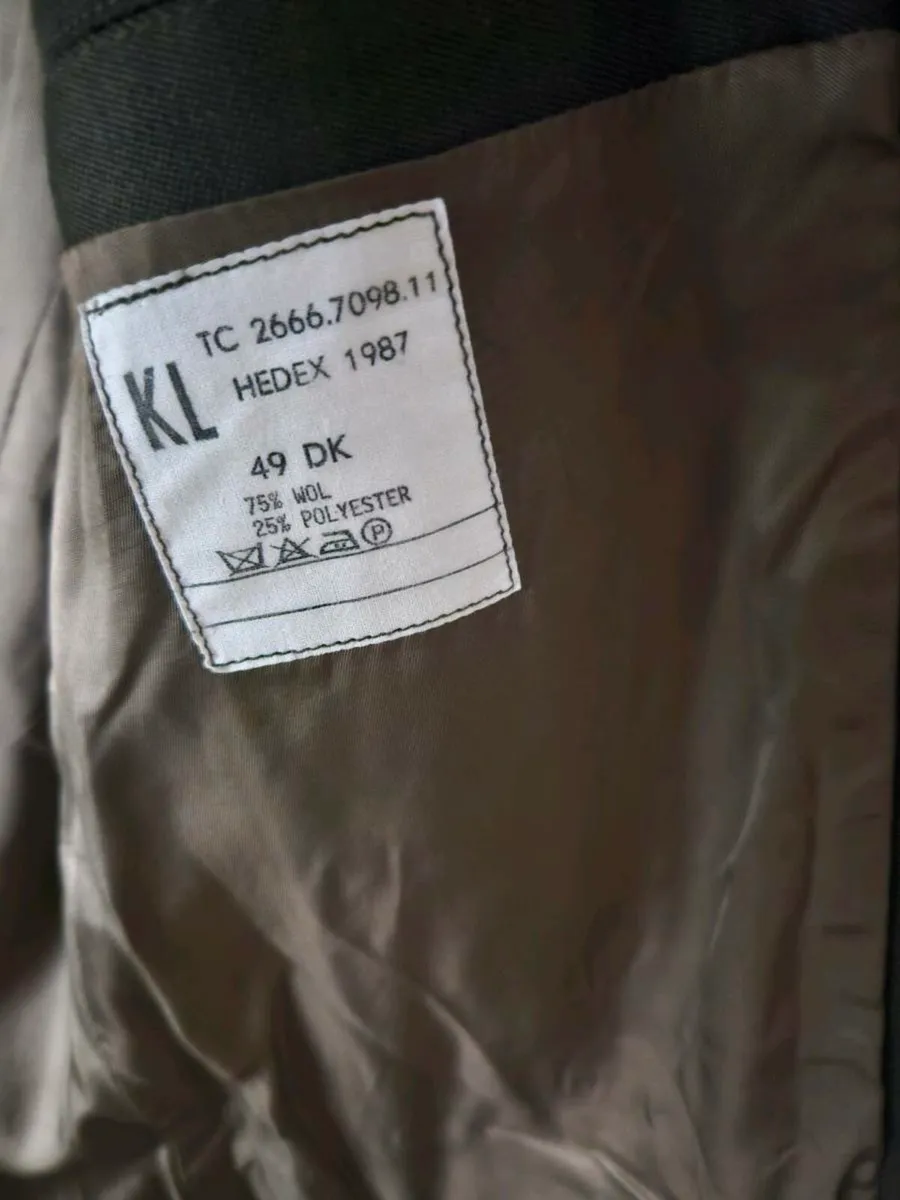 TC 2666.7098.11
KL HEDEX 1987
49 DK
75% WOL
25% POLYESTER
P